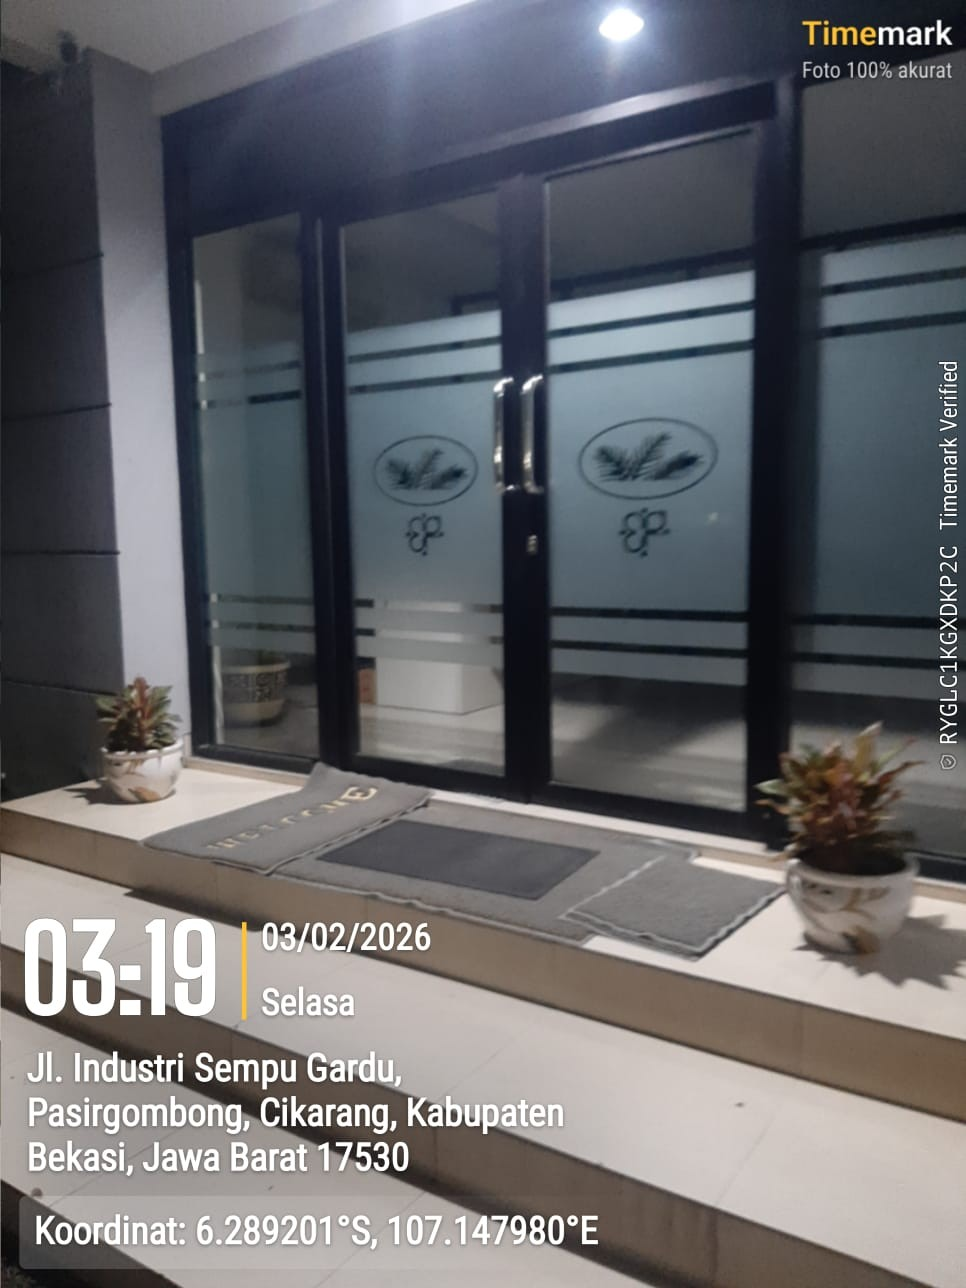 Timemark
Foto 100% akurat
WELCOME
03:19
03/02/2026
Selasa
Jl. Industri Sempu Gardu,
Pasirgombong, Cikarang, Kabupaten
Bekasi, Jawa Barat 17530
Koordinat: 6.289201°S, 107.147980°E
RYGLC1KGXDKP2C Timemark Verified